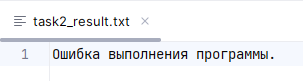 task2_result.txt
1 Ошибка выполнения программы.